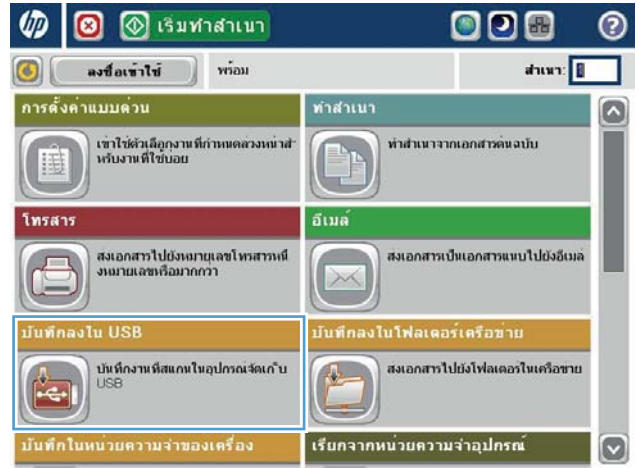 hp เริ่มทำสำเนา ?
ลงชื่อเข้าใช้ พร้อม สำเนา: 1
การตั้งค่าแบบด่วน ทำสำเนา
เข้าใช้ตัวเลือกงานที่กำหนดล่วงหน้าสำ ทำสำเนาจากเอกสารต้นฉบับ
หรับงานที่ใช้บ่อย
โทรสาร อีเมล์
ส่งเอกสารไปยังหมายเลขโทรสารหนึ่ ส่งเอกสารเป็นเอกสารแนบไปยังอีเมล
งหมายเลขหรือมากกว่า
บันทึกลงใน USB บันทึกลงในโฟลเดอร์เครือข่าย
บันทึกงานที่สแกนในอุปกรณ์จัดเก็บ ส่งเอกสารไปยังโฟลเดอร์ในเครือข่าย
USB
บันทึกในหน่วยความจำของเครื่อง เรียกจากหน่วยความจำอุปกรณ์